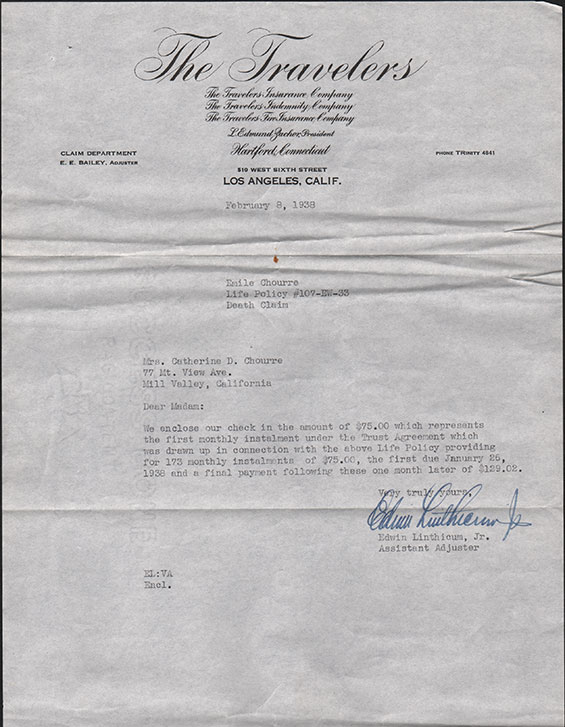 The Travelers
The Travelers Insurance Company
The Travelers Indemnity Company
The Travelers Fire Insurance Company
L. Edmund Zacher, President
Hartford, Connecticut
CLAIM DEPARTMENT
E. E. BAILEY, ADJUSTER
PHONE TRINITY 4841
519 WEST SIXTH STREET
LOS ANGELES, CALIF.
February 8, 1938
Emile Chourre
Life Policy #107-EW-33
Death Claim
Mrs. Catherine D. Chourre
77 Mt. View Ave.
Mill Valley, California
Dear Madam:
We enclose our check in the amount of $75.00 which represents
the first monthly instalment under the Trust Agreement which
was drawn up in connection with the above Life Policy providing
for 173 monthly instalments of $75.00, the first due January 26,
1938 and a final payment following these one month later of $129.02.
Very truly yours,
Edwin Linthicum Jr
Edwin Linthicum, Jr.
Assistant Adjuster
EL:VA
Encl.